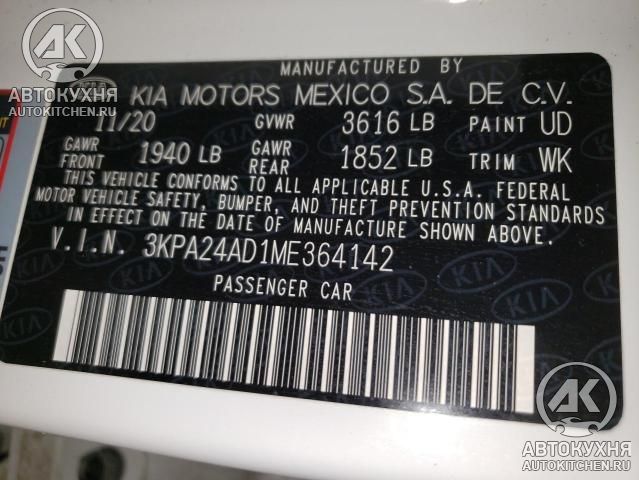 MANUFACTURED BY
KIA MOTORS MEXICO S.A. DE C.V.
11/20 GVWR 3616 LB PAINT UD
GAWR FRONT 1940 LB GAWR REAR 1852 LB TRIM WK
THIS VEHICLE CONFORMS TO ALL APPLICABLE U.S.A. FEDERAL
MOTOR VEHICLE SAFETY, BUMPER, AND THEFT PREVENTION STANDARDS
IN EFFECT ON THE DATE OF MANUFACTURE SHOWN ABOVE.
V.I.N. 3KPA24AD1ME364142
PASSENGER CAR
АВТОКУХНЯ
AUTOKITCHEN.RU
АВТОКУХНЯ
AUTOKITCHEN.RU